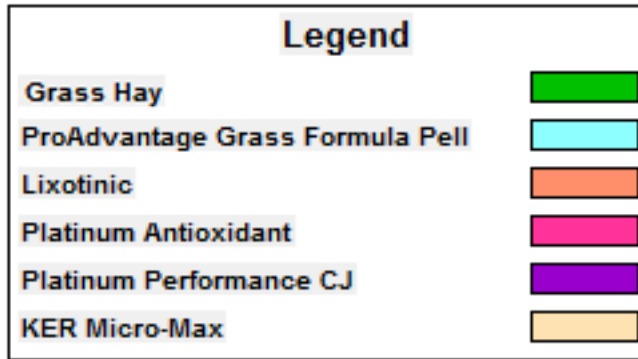 Legend
Grass Hay
ProAdvantage Grass Formula Pell
Lixotinic
Platinum Antioxidant
Platinum Performance CJ
KER Micro-Max